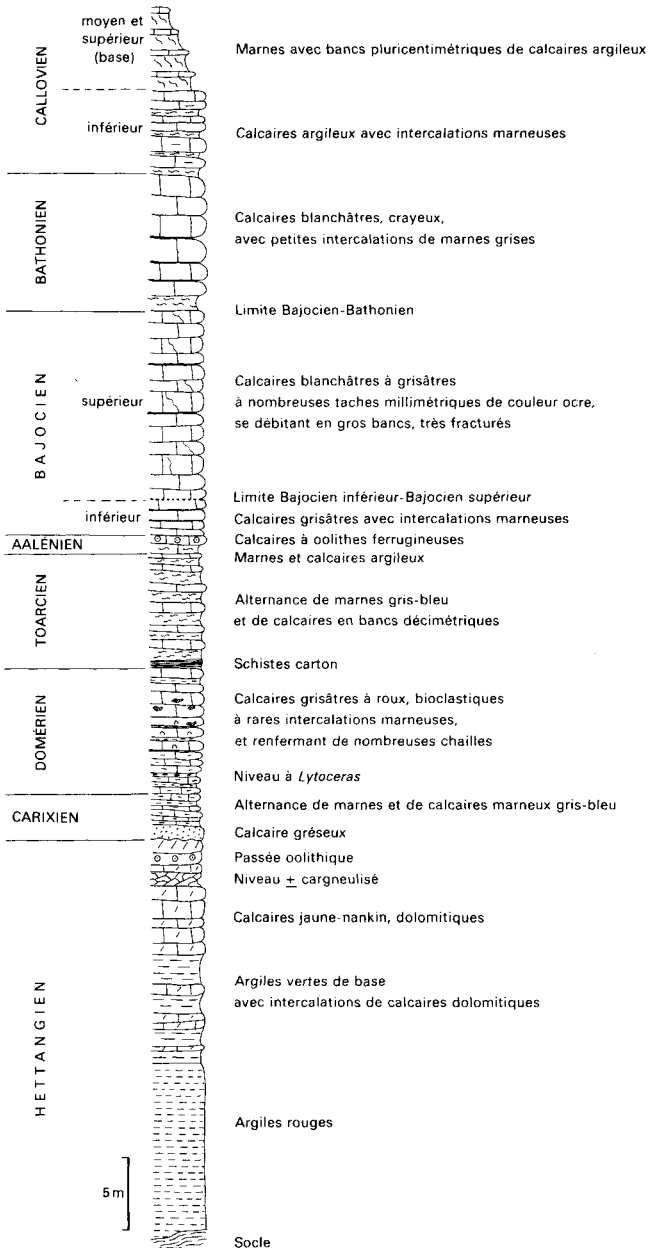 moyen et
supérieur
(base)
Marnes avec bancs pluricentimétriques de calcaires argileux
CALLOVIEN
inférieur
Calcaires argileux avec intercalations marneuses
BATHONIEN
Calcaires blanchâtres, crayeux,
avec petites intercalations de marnes grises
Limite Bajocien-Bathonien
BAJOCIEN
supérieur
Calcaires blanchâtres à grisâtres
à nombreuses taches millimétriques de couleur ocre,
se débitant en gros bancs, très fracturés
Limite Bajocien inférieur-Bajocien supérieur
inférieur
Calcaires grisâtres avec intercalations marneuses
AALÉNIEN
Calcaires à oolithes ferrugineuses
Marnes et calcaires argileux
TOARCIEN
Alternance de marnes gris-bleu
et de calcaires en bancs décimétriques
Schistes carton
DOMÉRIEN
Calcaires grisâtres à roux, bioclastiques
à rares intercalations marneuses,
et renfermant de nombreuses chailles
Niveau à Lytoceras
CARIXIEN
Alternance de marnes et de calcaires marneux gris-bleu
Calcaire gréseux
Passée oolithique
Niveau ± cargneulisé
HETTANGIEN
Calcaires jaune-nankin, dolomitiques
Argiles vertes de base
avec intercalations de calcaires dolomitiques
Argiles rouges
5 m
Socle